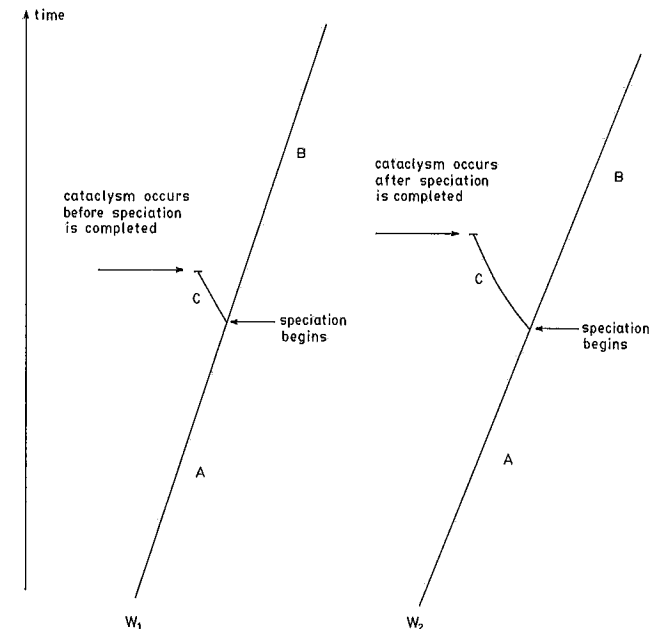 time
B
cataclysm occurs
before speciation
is completed
C
speciation
begins
A
W₁
B
cataclysm occurs
after speciation
is completed
C
speciation
begins
A
W₂